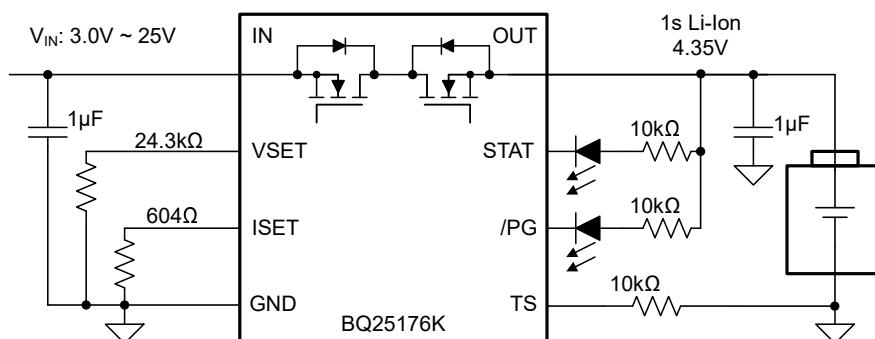 V_IN: 3.0V ~ 25V
IN
OUT
1s Li-Ion
4.35V
1µF
24.3kΩ
VSET
STAT
10kΩ
1µF
604Ω
ISET
/PG
10kΩ
GND
TS
10kΩ
BQ25176K